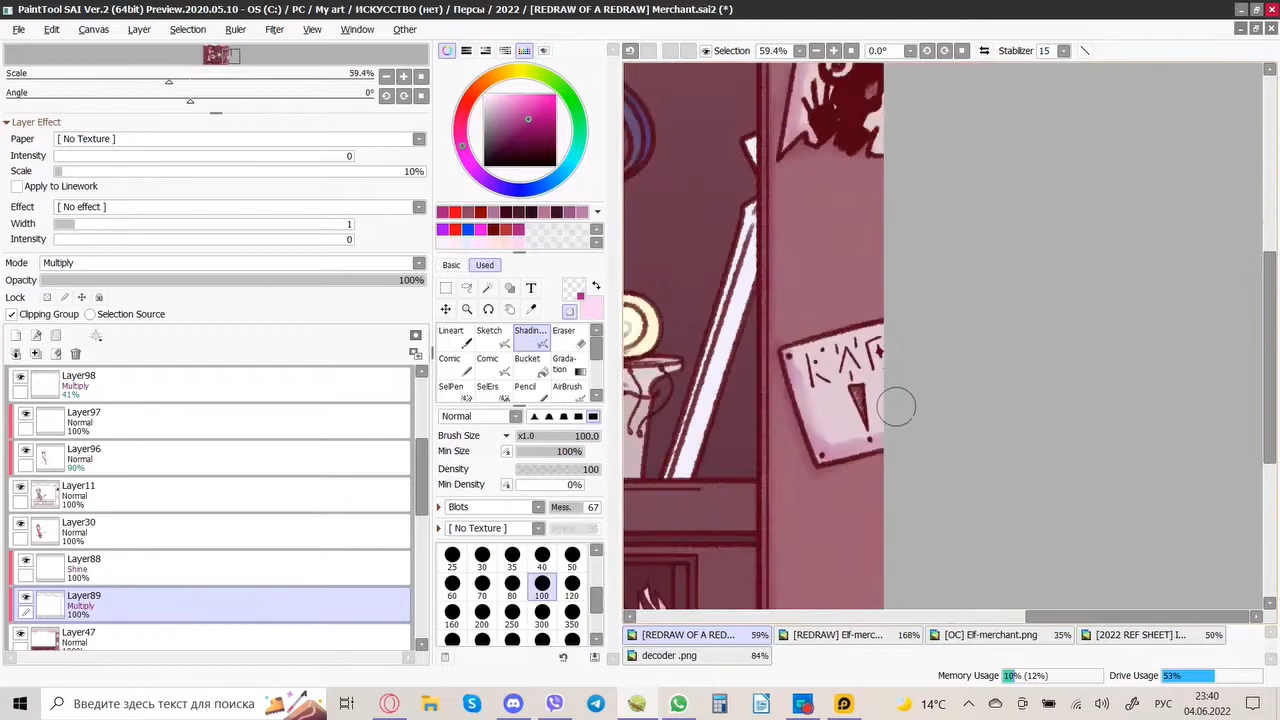 PaintTool SAI Ver.2 (64bit) Preview.2020.05.10 - OS (C:) / PC / My art / ИСКУССТВО (нет) / Персы / 2022 / [REDRAW OF A REDRAW] Merchant.sai2 (*)
File Edit Canvas Layer Selection Ruler Filter View Window Other
Selection 59.4% 0.0° Stabilizer 15
Scale 59.4%
Angle 0°
Layer Effect
Paper [ No Texture ]
Intensity 0
Scale 10%
Apply to Linework
Effect [ No effect ]
Width 1
Intensity 0
Mode Multiply
Opacity 100%
Lock
Clipping Group Selection Source
Layer98
Multiply
41%
Layer97
Normal
100%
Layer96
Normal
90%
Layer11
Normal
100%
Layer30
Normal
100%
Layer88
Shine
100%
Layer89
Multiply
100%
Layer47
Normal
Basic Used
T
Lineart Sketch Shadin... Eraser
Comic Comic Bucket Gradation
SelPen SelErs Pencil AirBrush
Normal
Brush Size x1.0 100.0
Min Size 100%
Density 100
Min Density 0%
Blots Mess. 67
[ No Texture ]
25 30 35 40 50
60 70 80 100 120
160 200 250 300 350
[REDRAW OF A RED... 59%
[REDRAW] Elf-merc... 168%
[OC] Elf-merchant.png 35%
[2022 REF SHEET] I... 50%
decoder .png 84%
Memory Usage 10% (12%) Drive Usage 53%
Введите здесь текст для поиска
14°C РУС
23:40
04.06.2022